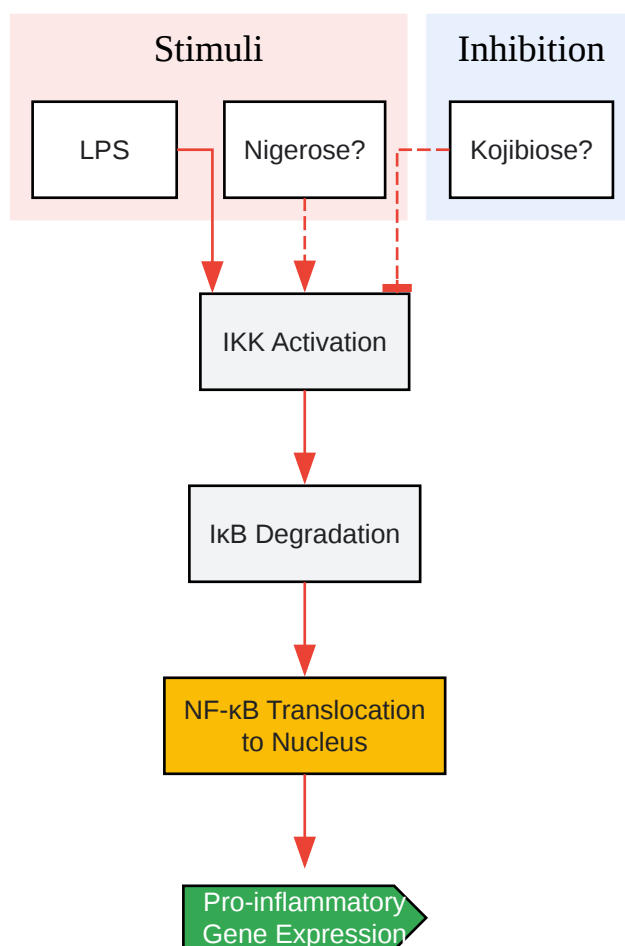 Stimuli
Inhibition
LPS
Nigerose?
Kojibiose?
IKK Activation
IκB Degradation
NF-κB Translocation
to Nucleus
Pro-inflammatory
Gene Expression